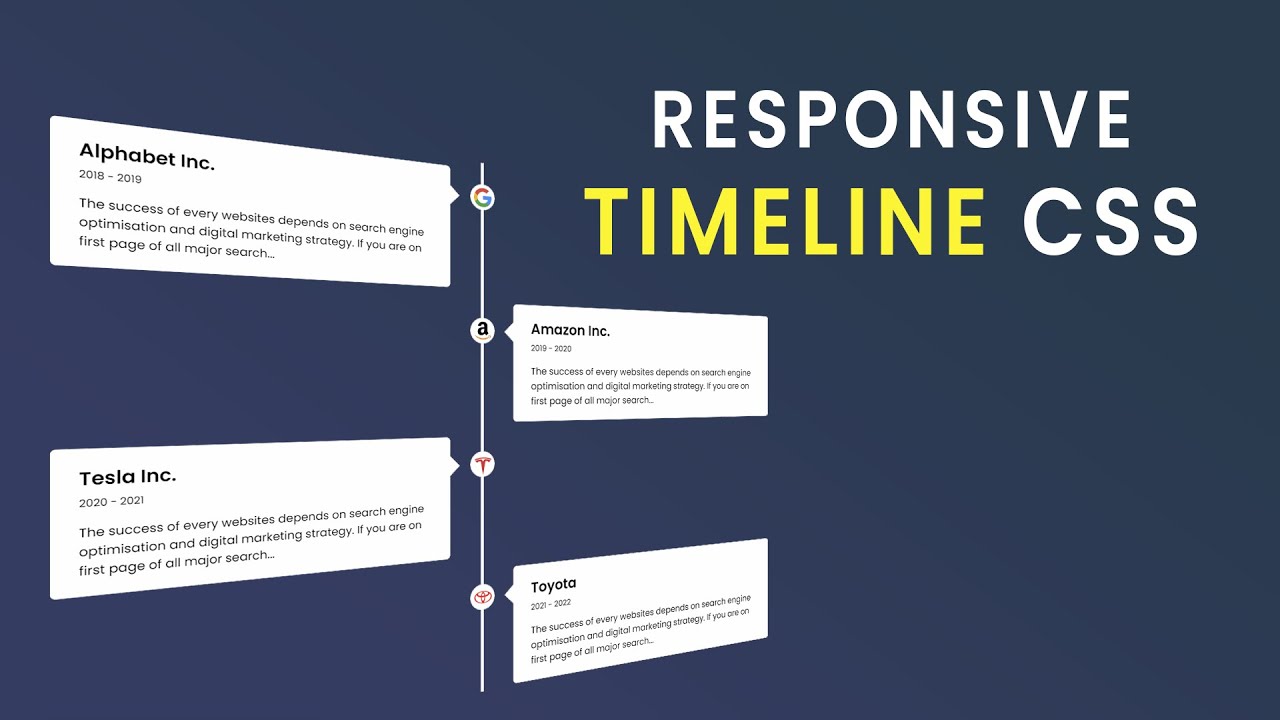 RESPONSIVE
TIMELINE CSS
Alphabet Inc.
2018 - 2019
The success of every websites depends on search engine
optimisation and digital marketing strategy. If you are on
first page of all major search...
Amazon Inc.
2019 - 2020
The success of every websites depends on search engine
optimisation and digital marketing strategy. If you are on
first page of all major search...
Tesla Inc.
2020 - 2021
The success of every websites depends on search engine
optimisation and digital marketing strategy. If you are on
first page of all major search...
Toyota
2021 - 2022
The success of every websites depends on search engine
optimisation and digital marketing strategy. If you are on
first page of all major search...